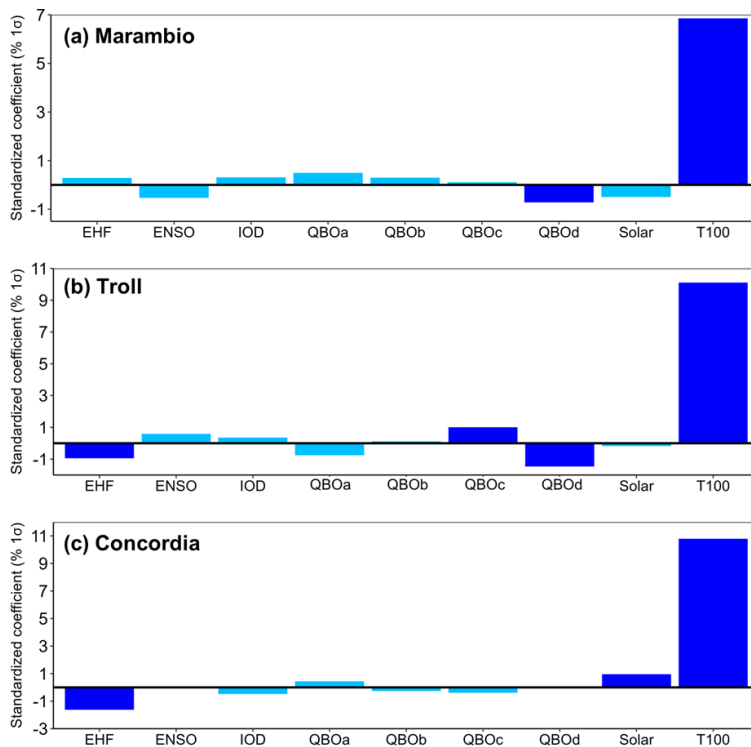 (a) Marambio
Standardized coefficient (% 1σ)
7
5
3
1
-1
EHF ENSO IOD QBOa QBOb QBOc QBOd Solar T100
(b) Troll
Standardized coefficient (% 1σ)
11
9
7
5
3
1
-1
EHF ENSO IOD QBOa QBOb QBOc QBOd Solar T100
(c) Concordia
Standardized coefficient (% 1σ)
11
9
7
5
3
1
-1
-3
EHF ENSO IOD QBOa QBOb QBOc QBOd Solar T100